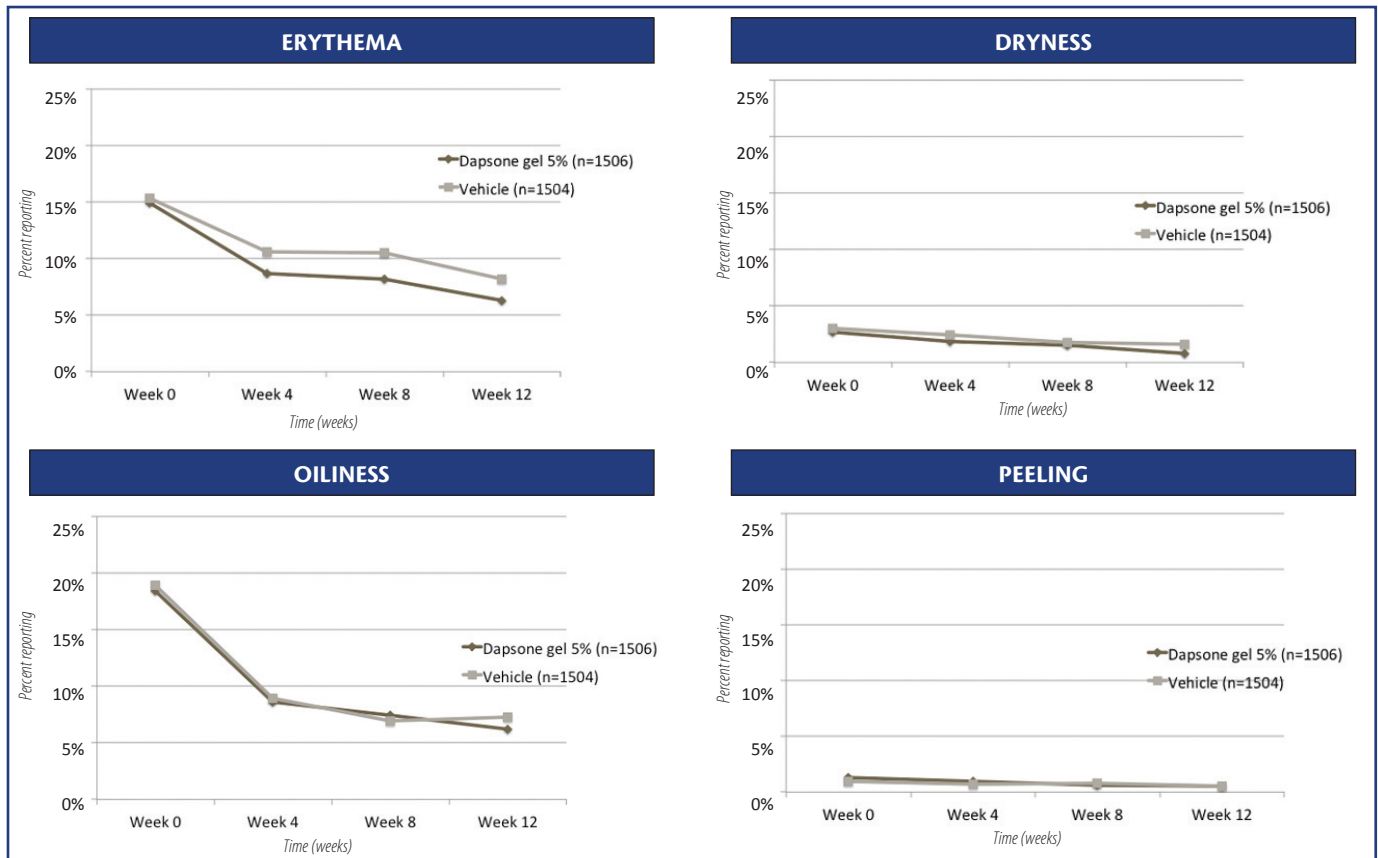 ERYTHEMA
25%
20%
15%
10%
5%
0%
Percent reporting
Dapsone gel 5% (n=1506)
Vehicle (n=1504)
Week 0 Week 4 Week 8 Week 12
Time (weeks)
DRYNESS
25%
20%
15%
10%
5%
0%
Percent reporting
Dapsone gel 5% (n=1506)
Vehicle (n=1504)
Week 0 Week 4 Week 8 Week 12
Time (weeks)
OILINESS
25%
20%
15%
10%
5%
0%
Percent reporting
Dapsone gel 5% (n=1506)
Vehicle (n=1504)
Week 0 Week 4 Week 8 Week 12
Time (weeks)
PEELING
25%
20%
15%
10%
5%
0%
Percent reporting
Dapsone gel 5% (n=1506)
Vehicle (n=1504)
Week 0 Week 4 Week 8 Week 12
Time (weeks)